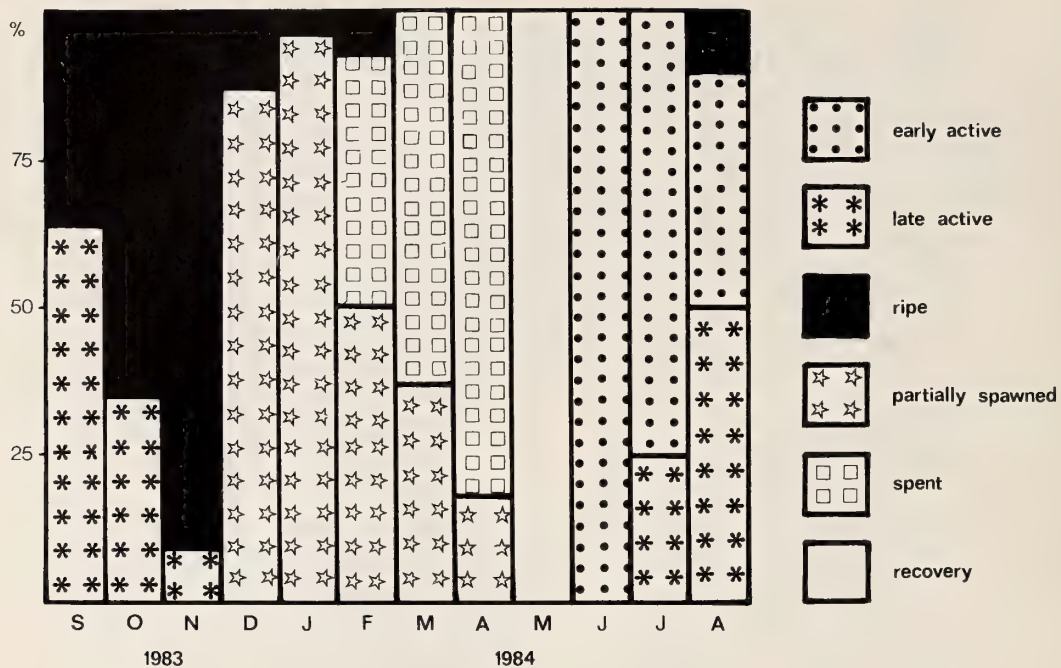 %
75
50
25
S O N D J F M A M J J A
1983 1984
early active
late active
ripe
partially spawned
spent
recovery